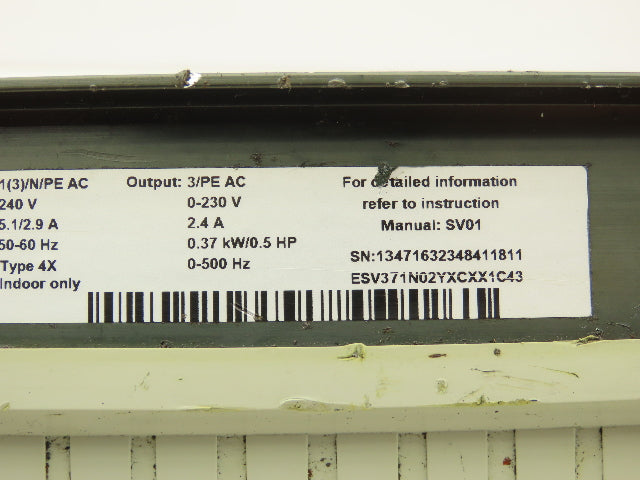 1(3)/N/PE AC
240 V
5.1/2.9 A
50-60 Hz
Type 4X
Indoor only
Output: 3/PE AC
0-230 V
2.4 A
0.37 kW/0.5 HP
0-500 Hz
For detailed information
refer to instruction
Manual: SV01
SN:13471632348411811
ESV371N02YXCXX1C43